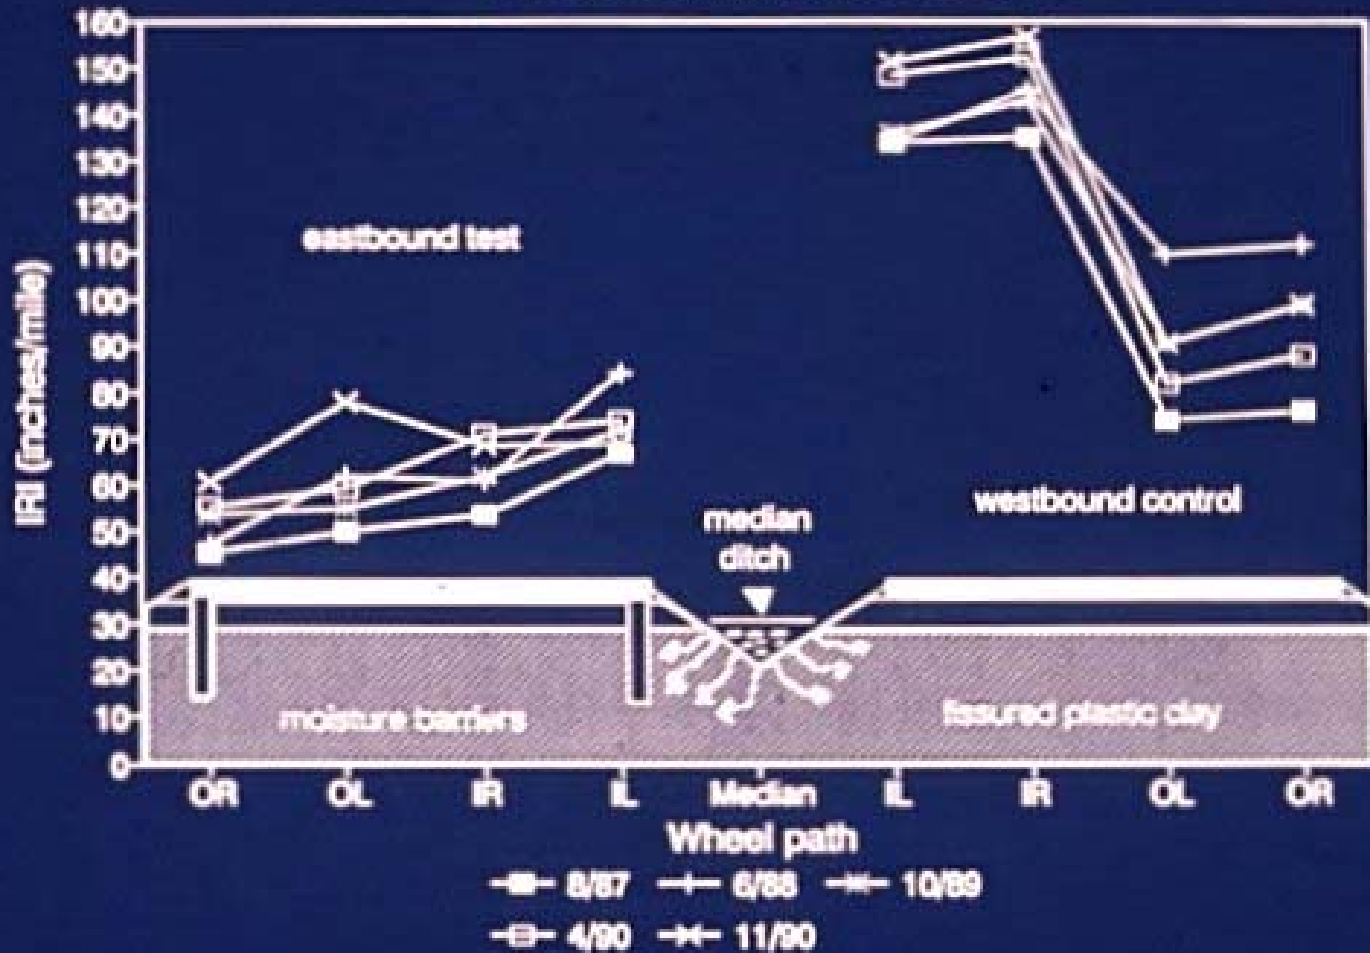 160
150
140
130
120
110
100
90
80
70
60
50
40
30
20
10
0
IRI (inches/mile)
eastbound test
westbound control
median
ditch
moisture barriers
fissured plastic clay
OR OL IR IL Median IL IR OL OR
Wheel path
8/87 6/88 10/89
4/90 11/90